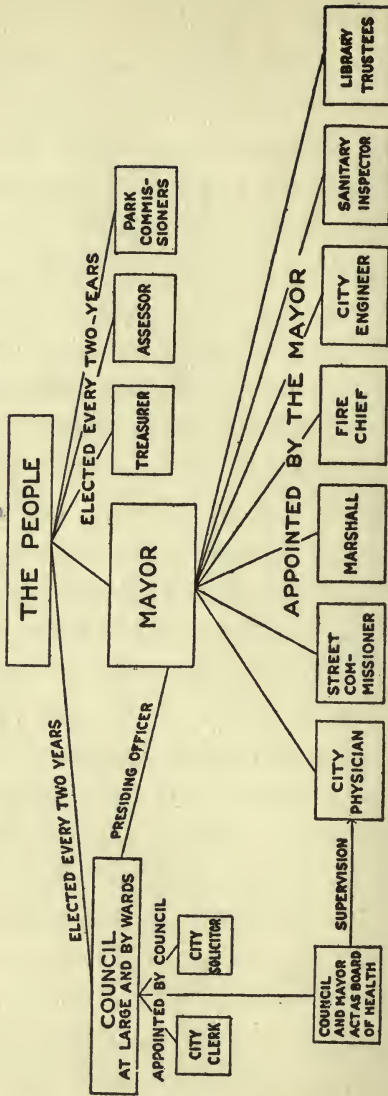 THE PEOPLE
ELECTED EVERY TWO YEARS
ELECTED EVERY TWO-YEARS
COUNCIL
AT LARGE AND BY WARDS
PRESIDING OFFICER
MAYOR
TREASURER
ASSESSOR
PARK
COMMIS-
SIONERS
APPOINTED BY COUNCIL
CITY
CLERK
CITY
SOLICITOR
APPOINTED BY THE MAYOR
COUNCIL
AND MAYOR
ACT AS BOARD
OF HEALTH
SUPERVISION
CITY
PHYSICIAN
STREET
COM-
MISSIONER
MARSHALL
FIRE
CHIEF
CITY
ENGINEER
SANITARY
INSPECTOR
LIBRARY
TRUSTEES